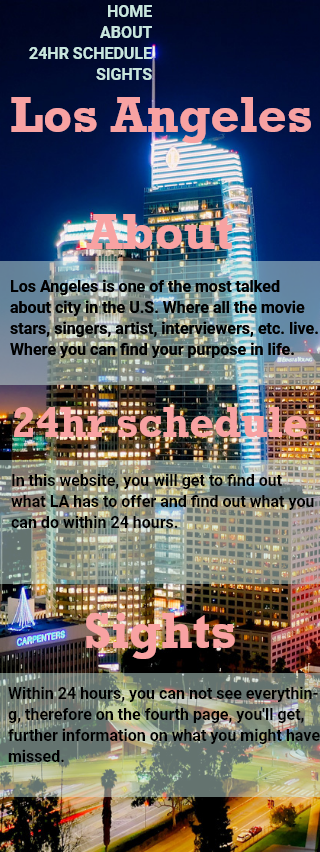 HOME
ABOUT
24HR SCHEDULE
SIGHTS
Los Angeles
About
Los Angeles is one of the most talked
about city in the U.S. Where all the movie
stars, singers, artist, interviewers, etc. live.
Where you can find your purpose in life.
24hr schedule
In this website, you will get to find out
what LA has to offer and find out what you
can do within 24 hours.
CARPENTERS
Sights
Within 24 hours, you can not see everythin-
g, therefore on the fourth page, you'll get,
further information on what you might have
missed.